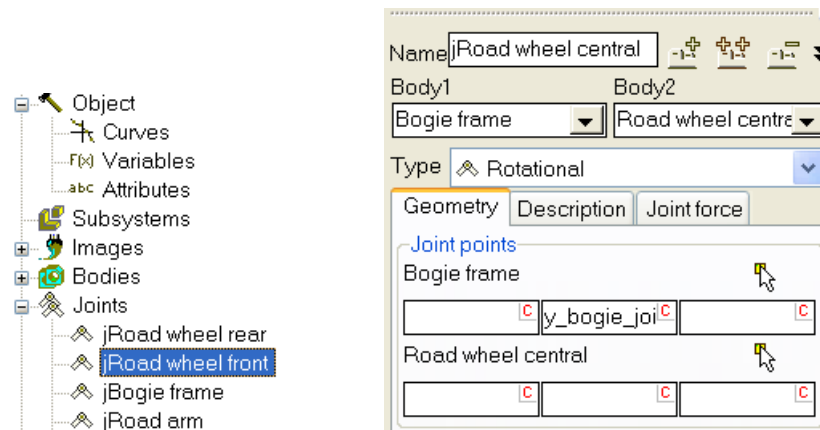 Object
Curves
F(x) Variables
abc Attributes
Subsystems
Images
Bodies
Joints
jRoad wheel rear
jRoad wheel front
jBogie frame
jRoad arm
Name jRoad wheel central
Body1 Body2
Bogie frame Road wheel centra
Type Rotational
Geometry Description Joint force
Joint points
Bogie frame
C y_bogie_joi C C
Road wheel central
C C C